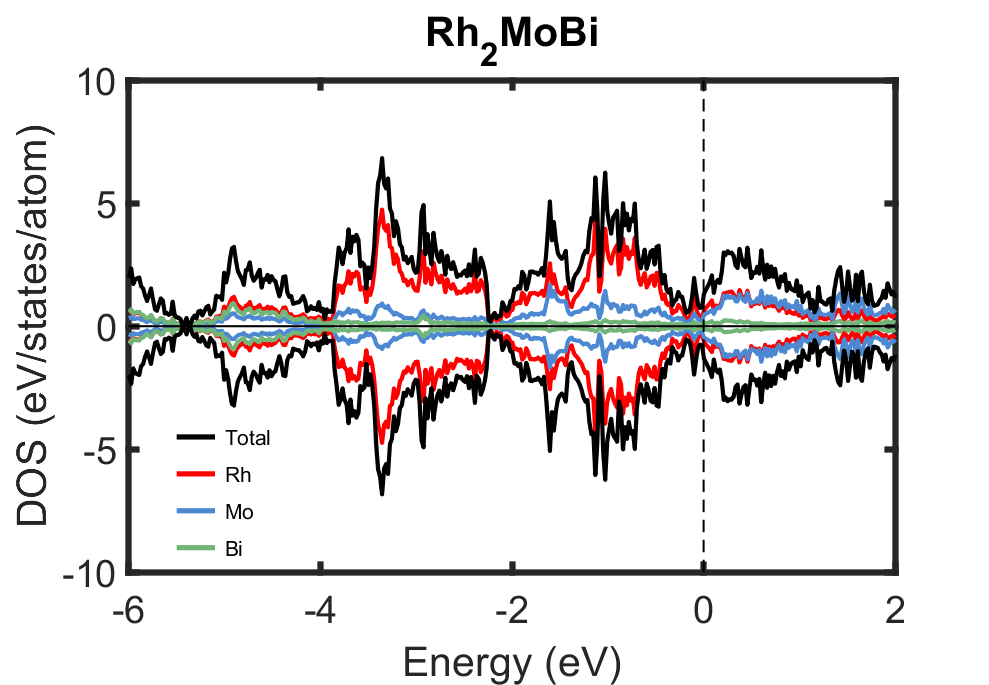 Rh2MoBi
10
5
0
-5
-10
DOS (eV/states/atom)
Total
Rh
Mo
Bi
-6
-4
-2
0
2
Energy (eV)